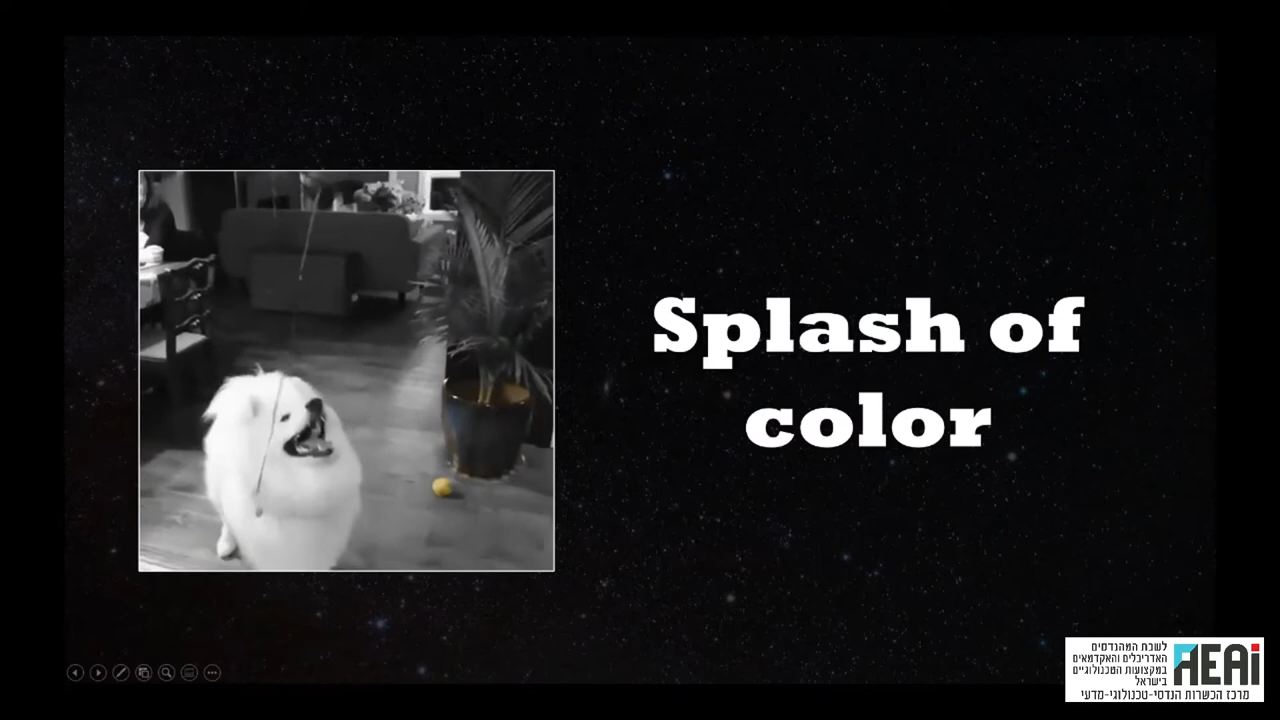 Splash of
color
לשכת המהנדסים
האדריכלים והאקדמאים
במקצועות הטכנולוגיים
בישראל
AEAi
מרכז הכשרות הנדסי-טכנולוגי-מדעי